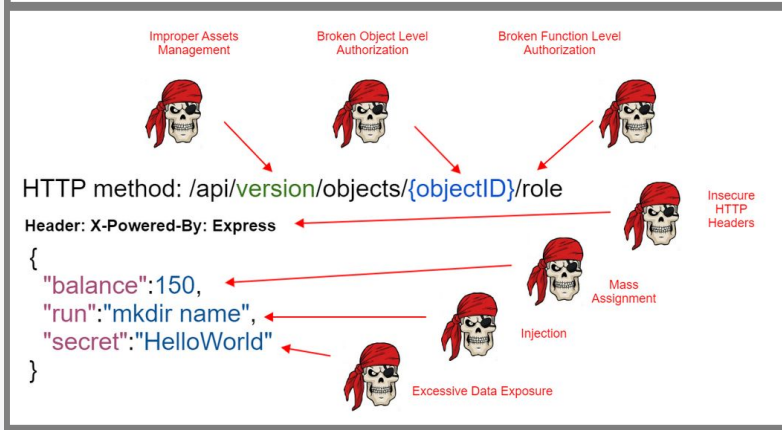 Improper Assets
Management
Broken Object Level
Authorization
Broken Function Level
Authorization
HTTP method: /api/version/objects/{objectID}/role
Insecure
HTTP
Headers
Header: X-Powered-By: Express
{
"balance":150,
Mass
Assignment
"run":"mkdir name",
Injection
"secret":"HelloWorld"
}
Excessive Data Exposure